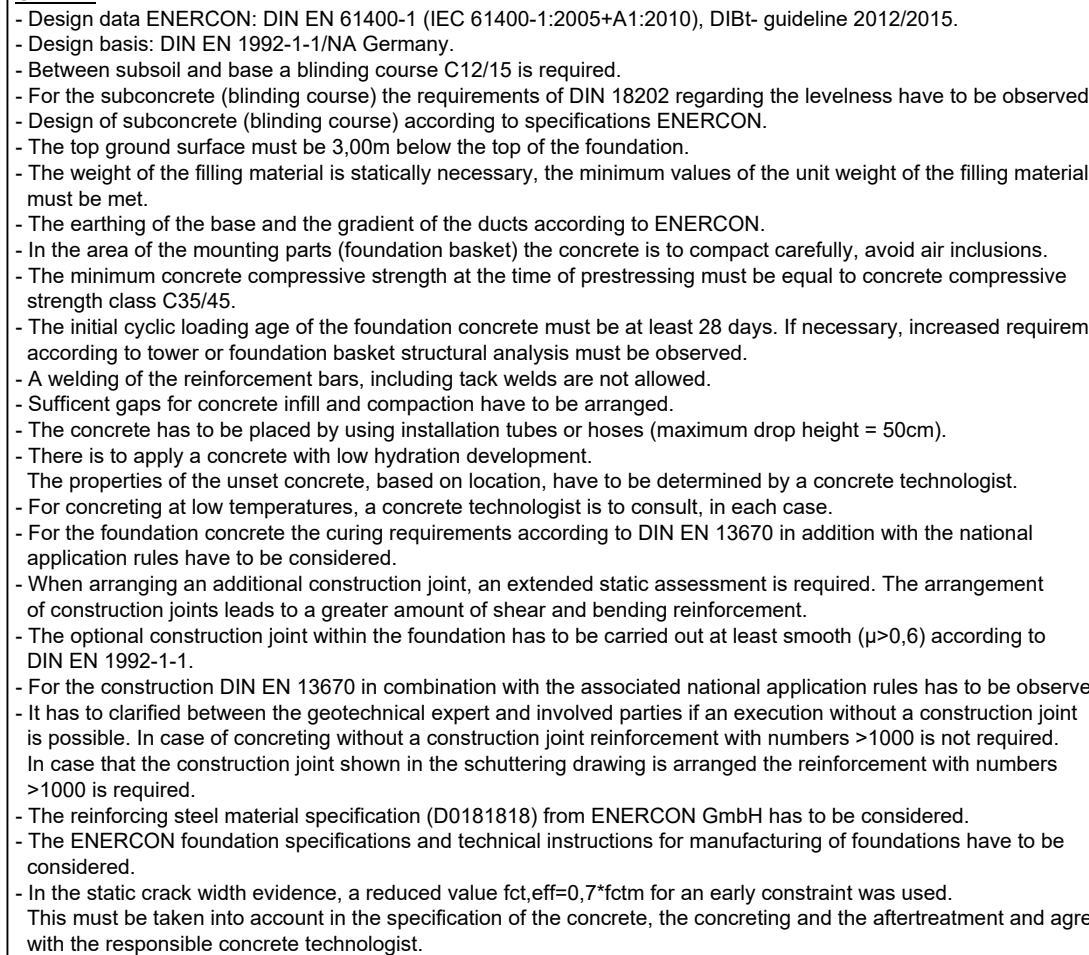 - Design data ENERCON: DIN EN 61400-1 (IEC 61400-1:2005+A1:2010), DIBt- guideline 2012/2015.
- Design basis: DIN EN 1992-1-1/NA Germany.
- Between subsoil and base a blinding course C12/15 is required.
- For the subconcrete (blinding course) the requirements of DIN 18202 regarding the levelness have to be observed
- Design of subconcrete (blinding course) according to specifications ENERCON.
- The top ground surface must be 3,00m below the top of the foundation.
- The weight of the filling material is statically necessary, the minimum values of the unit weight of the filling material
must be met.
- The earthing of the base and the gradient of the ducts according to ENERCON.
- In the area of the mounting parts (foundation basket) the concrete is to compact carefully, avoid air inclusions.
- The minimum concrete compressive strength at the time of prestressing must be equal to concrete compressive
strength class C35/45.
- The initial cyclic loading age of the foundation concrete must be at least 28 days. If necessary, increased requirem
according to tower or foundation basket structural analysis must be observed.
- A welding of the reinforcement bars, including tack welds are not allowed.
- Sufficent gaps for concrete infill and compaction have to be arranged.
- The concrete has to be placed by using installation tubes or hoses (maximum drop height = 50cm).
- There is to apply a concrete with low hydration development.
The properties of the unset concrete, based on location, have to be determined by a concrete technologist.
- For concreting at low temperatures, a concrete technologist is to consult, in each case.
- For the foundation concrete the curing requirements according to DIN EN 13670 in addition with the national
application rules have to be considered.
- When arranging an additional construction joint, an extended static assessment is required. The arrangement
of construction joints leads to a greater amount of shear and bending reinforcement.
- The optional construction joint within the foundation has to be carried out at least smooth (µ>0,6) according to
DIN EN 1992-1-1.
- For the construction DIN EN 13670 in combination with the associated national application rules has to be observe
- It has to clarified between the geotechnical expert and involved parties if an execution without a construction joint
is possible. In case of concreting without a construction joint reinforcement with numbers >1000 is not required.
In case that the construction joint shown in the schuttering drawing is arranged the reinforcement with numbers
>1000 is required.
- The reinforcing steel material specification (D0181818) from ENERCON GmbH has to be considered.
- The ENERCON foundation specifications and technical instructions for manufacturing of foundations have to be
considered.
- In the static crack width evidence, a reduced value fct,eff=0,7*fctm for an early constraint was used.
This must be taken into account in the specification of the concrete, the concreting and the aftertreatment and agre
with the responsible concrete technologist.